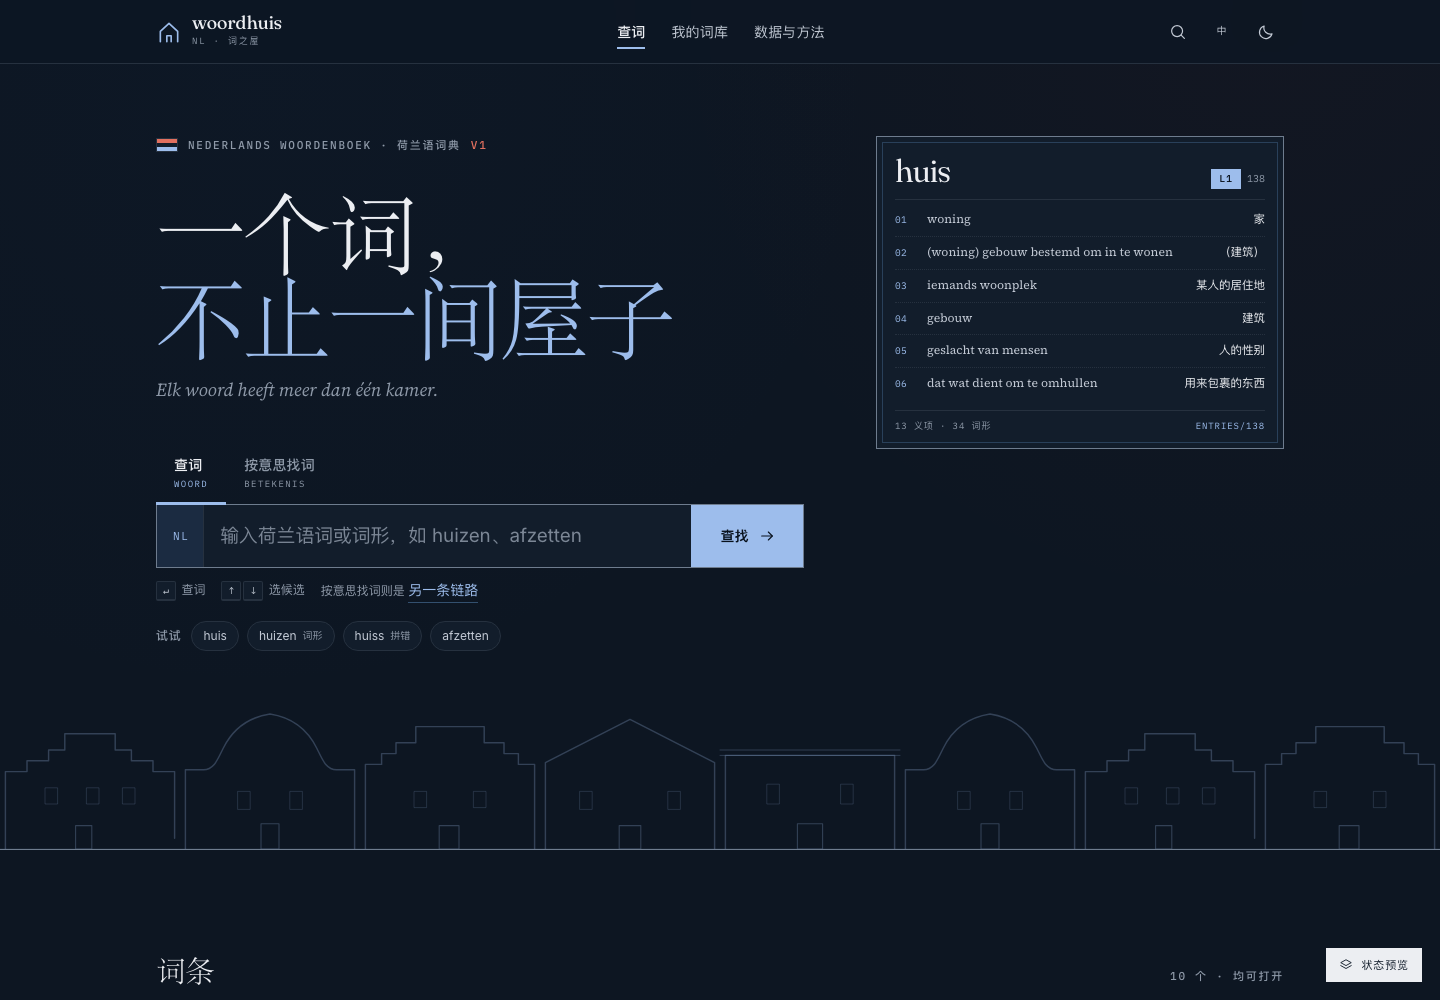 woordhuis
NL · 词之屋
查词 我的词库 数据与方法
中
NEDERLANDS WOORDENBOEK · 荷兰语词典 V1
一个词，
不止一间屋子
Elk woord heeft meer dan één kamer.
huis L1 138
01 woning 家
02 (woning) gebouw bestemd om in te wonen （建筑）
03 iemands woonplek 某人的居住地
04 gebouw 建筑
05 geslacht van mensen 人的性别
06 dat wat dient om te omhullen 用来包裹的东西
13 义项 · 34 词形 ENTRIES/138
查词 按意思找词
WOORD BETEKENIS
NL 输入荷兰语词或词形，如 huizen、afzetten 查找 →
↵ 查词 ↑ ↓ 选候选 按意思找词则是 另一条链路
试试 huis huizen 词形 huiss 拼错 afzetten
词条 10 个 · 均可打开
状态预览